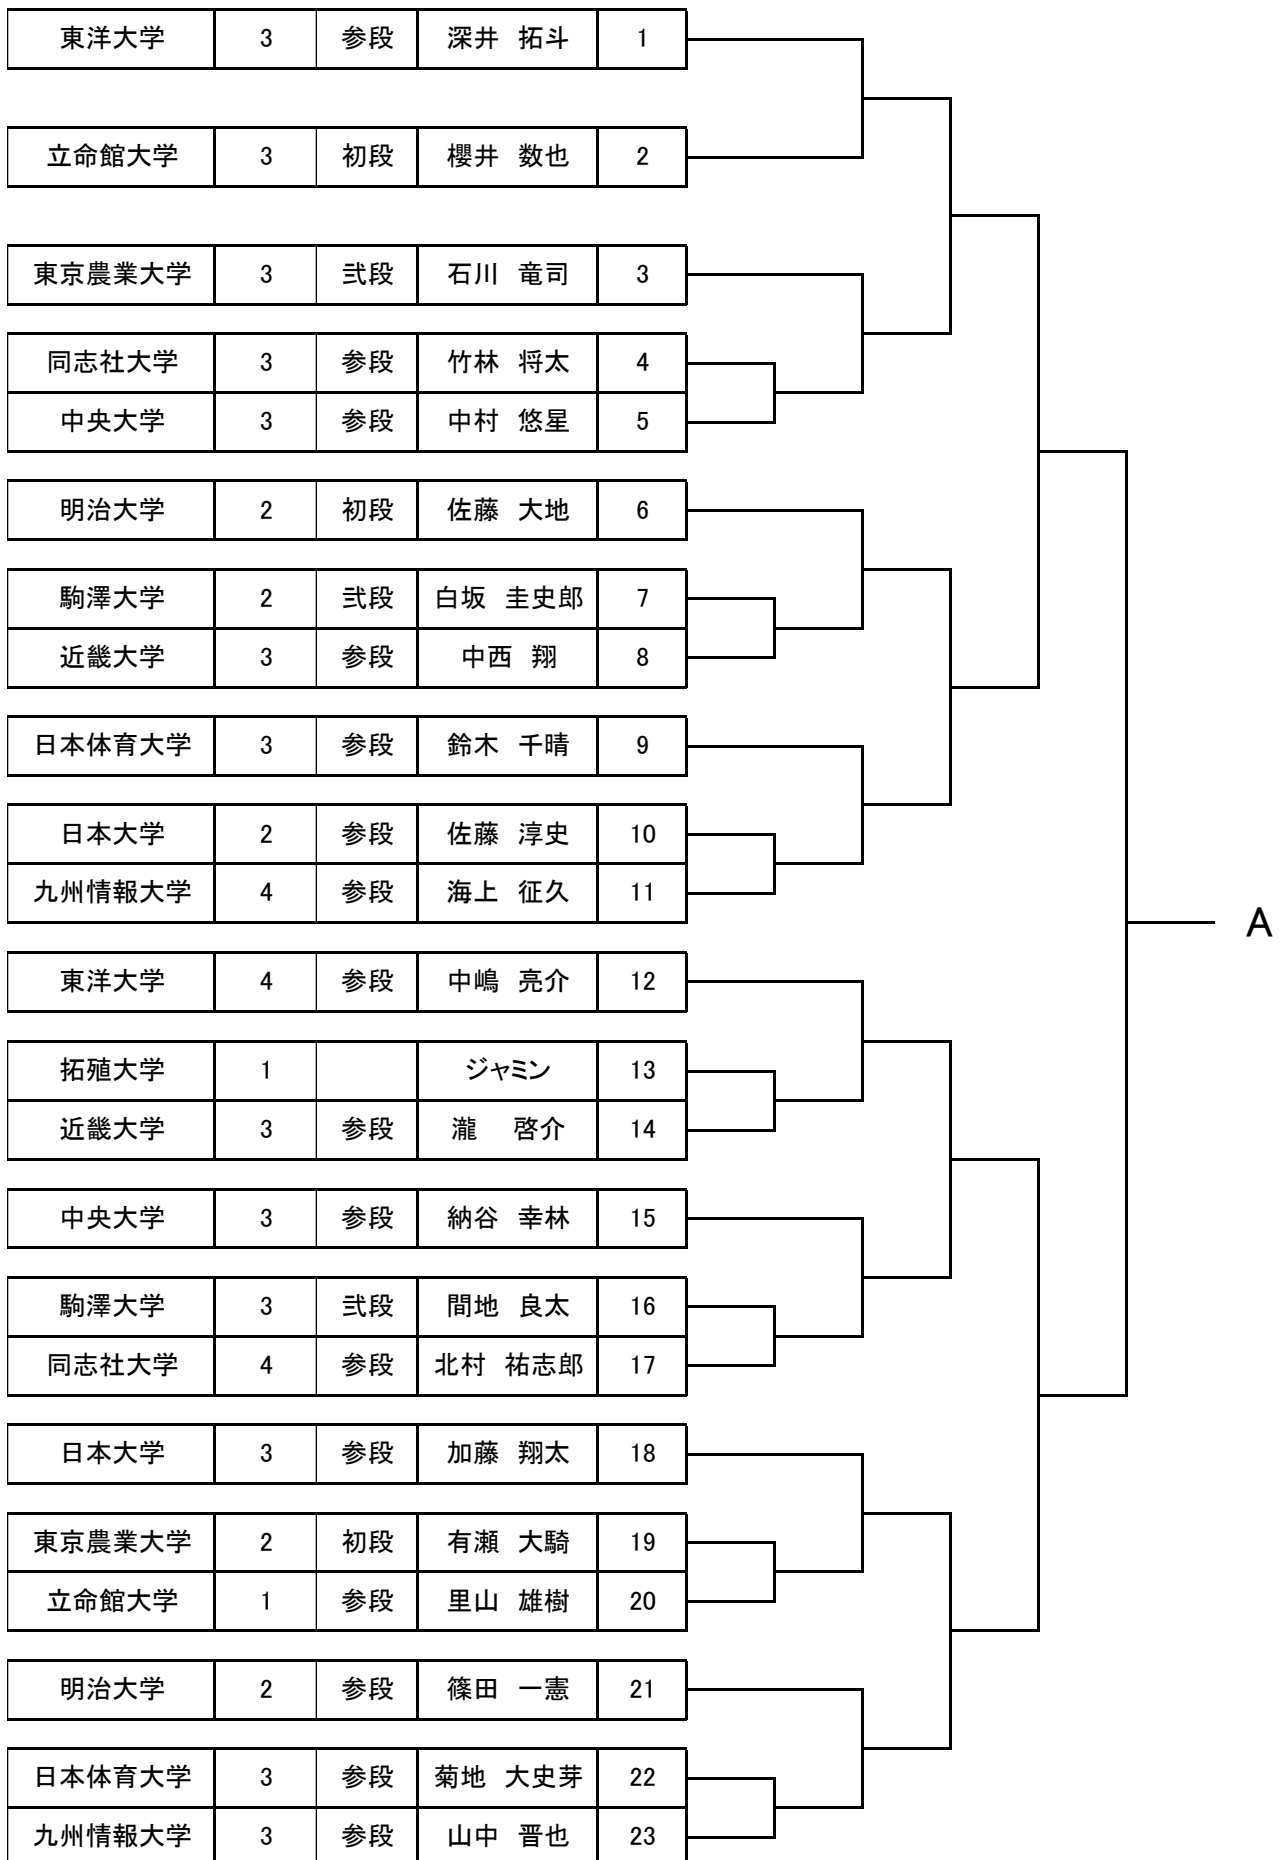 東洋大学 3 参段 深井 拓斗 1
立命館大学 3 初段 櫻井 数也 2
東京農業大学 3 弐段 石川 竜司 3
同志社大学 3 参段 竹林 将太 4
中央大学 3 参段 中村 悠星 5
明治大学 2 初段 佐藤 大地 6
駒澤大学 2 弐段 白坂 圭史郎 7
近畿大学 3 参段 中西 翔 8
日本体育大学 3 参段 鈴木 千晴 9
日本大学 2 参段 佐藤 淳史 10
九州情報大学 4 参段 海上 征久 11
A
東洋大学 4 参段 中嶋 亮介 12
拓殖大学 1 ジャミン 13
近畿大学 3 参段 瀧 啓介 14
中央大学 3 参段 納谷 幸林 15
駒澤大学 3 弐段 間地 良太 16
同志社大学 4 参段 北村 祐志郎 17
日本大学 3 参段 加藤 翔太 18
東京農業大学 2 初段 有瀬 大騎 19
立命館大学 1 参段 里山 雄樹 20
明治大学 2 参段 篠田 一憲 21
日本体育大学 3 参段 菊地 大史芽 22
九州情報大学 3 参段 山中 晋也 23